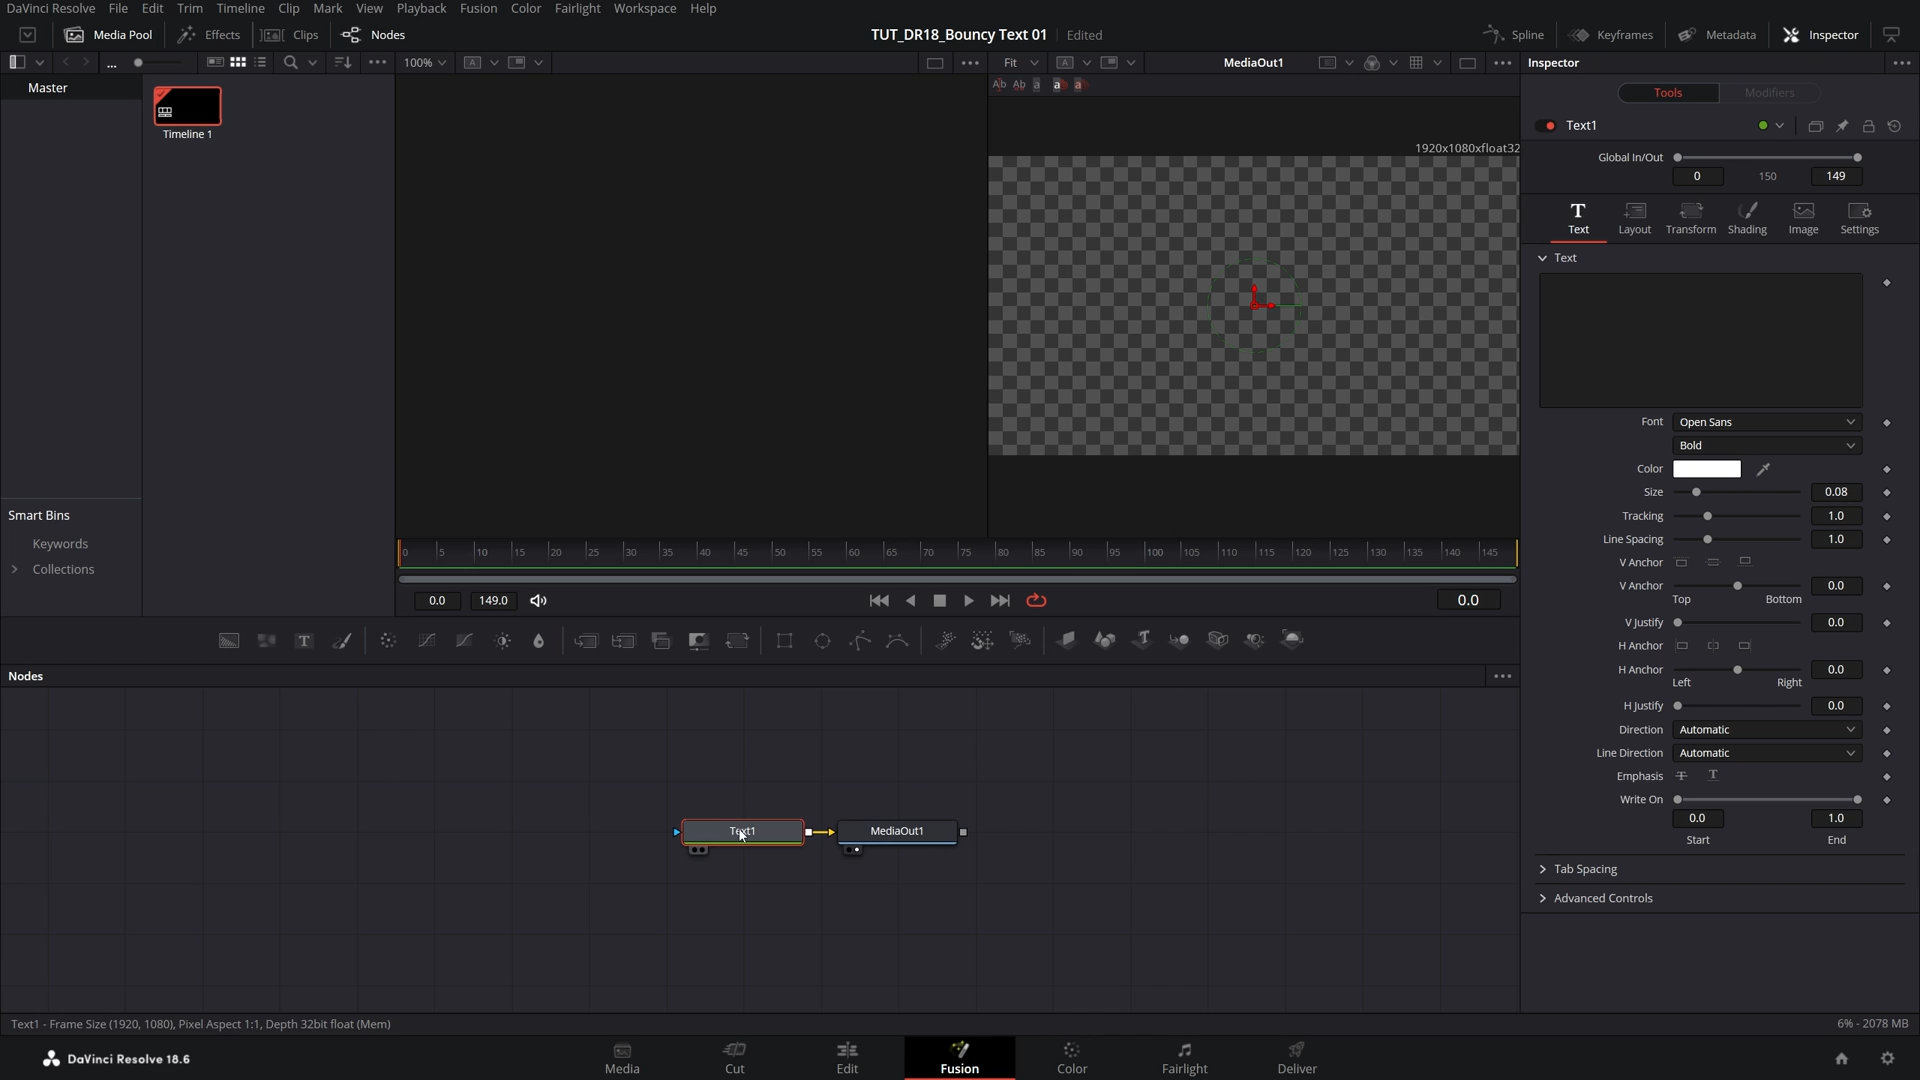 DaVinci Resolve File Edit Trim Timeline Clip Mark View Playback Fusion Color Fairlight Workspace Help
Media Pool Effects Clips Nodes TUT_DR18_Bouncy Text 01 Edited Spline Keyframes Metadata Inspector
... 100% A Fit A MediaOut1 Inspector
Master
Timeline 1
Smart Bins
Keywords
Collections
Ab Ab a a a
1920x1080xfloat32
0 5 10 15 20 25 30 35 40 45 50 55 60 65 70 75 80 85 90 95 100 105 110 115 120 125 130 135 140 145
0.0 149.0 0.0
T
Nodes
Text1 MediaOut1
Tools Modifiers
Text1
Global In/Out
0 150 149
T
Text Layout Transform Shading Image Settings
Text
Font Open Sans
Bold
Color
Size 0.08
Tracking 1.0
Line Spacing 1.0
V Anchor
V Anchor 0.0
Top Bottom
V Justify 0.0
H Anchor
H Anchor 0.0
Left Right
H Justify 0.0
Direction Automatic
Line Direction Automatic
Emphasis T T
Write On
0.0 1.0
Start End
Tab Spacing
Advanced Controls
Text1 - Frame Size (1920, 1080), Pixel Aspect 1:1, Depth 32bit float (Mem) 6% - 2078 MB
DaVinci Resolve 18.6 Media Cut Edit Fusion Color Fairlight Deliver